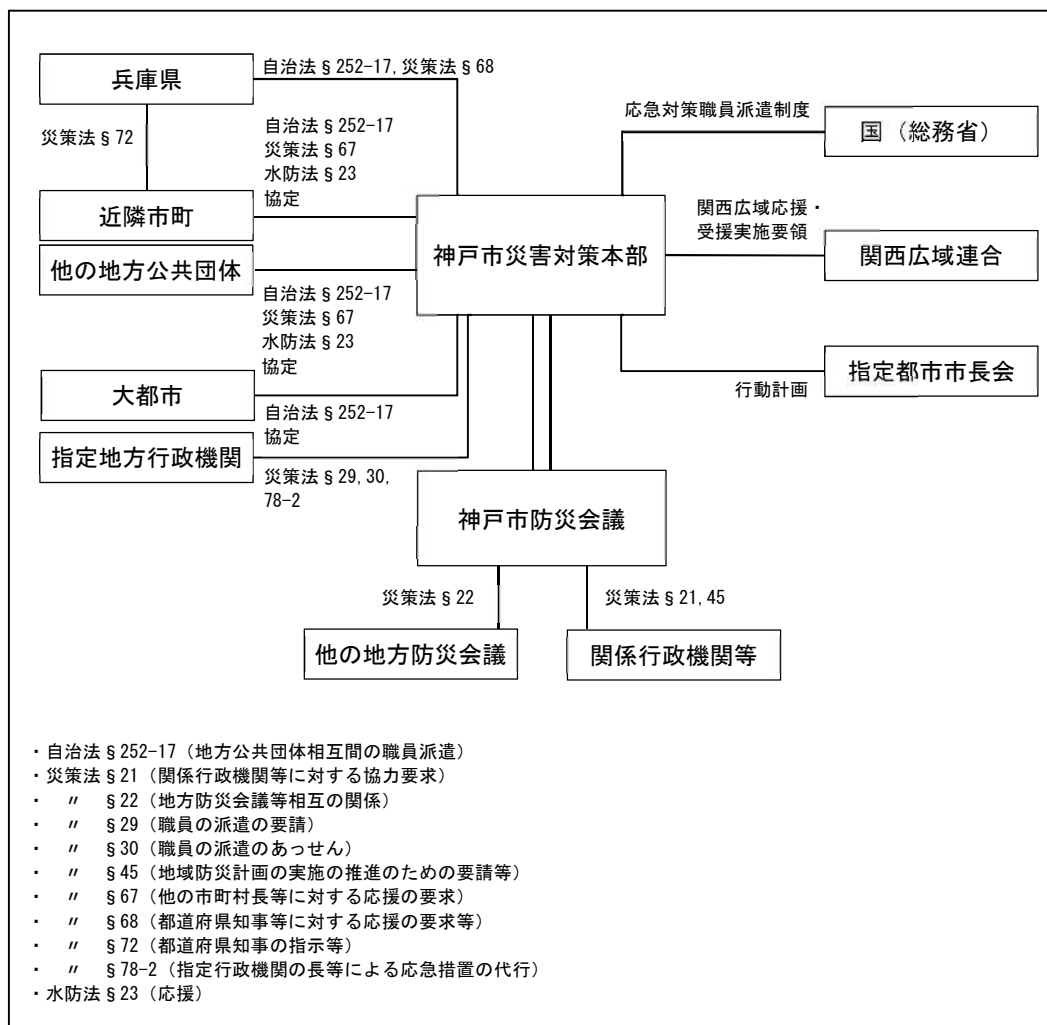 兵庫県
自治法§252-17,災策法§68
災策法§72
自治法§252-17
災策法§67
水防法§23
協定
近隣市町
他の地方公共団体
自治法§252-17
災策法§67
水防法§23
協定
大都市
自治法§252-17
協定
指定地方行政機関
災策法§29,30,
78-2
神戸市災害対策本部
応急対策職員派遣制度
国（総務省）
関西広域応援・
受援実施要領
関西広域連合
指定都市市長会
行動計画
神戸市防災会議
災策法§22
災策法§21,45
他の地方防災会議
関係行政機関等
・自治法§252-17（地方公共団体相互間の職員派遣）
・災策法§21（関係行政機関等に対する協力要求）
・　〃　§22（地方防災会議等相互の関係）
・　〃　§29（職員の派遣の要請）
・　〃　§30（職員の派遣のあっせん）
・　〃　§45（地域防災計画の実施の推進のための要請等）
・　〃　§67（他の市町村長等に対する応援の要求）
・　〃　§68（都道府県知事等に対する応援の要求等）
・　〃　§72（都道府県知事の指示等）
・　〃　§78-2（指定行政機関の長等による応急措置の代行）
・水防法§23（応援）